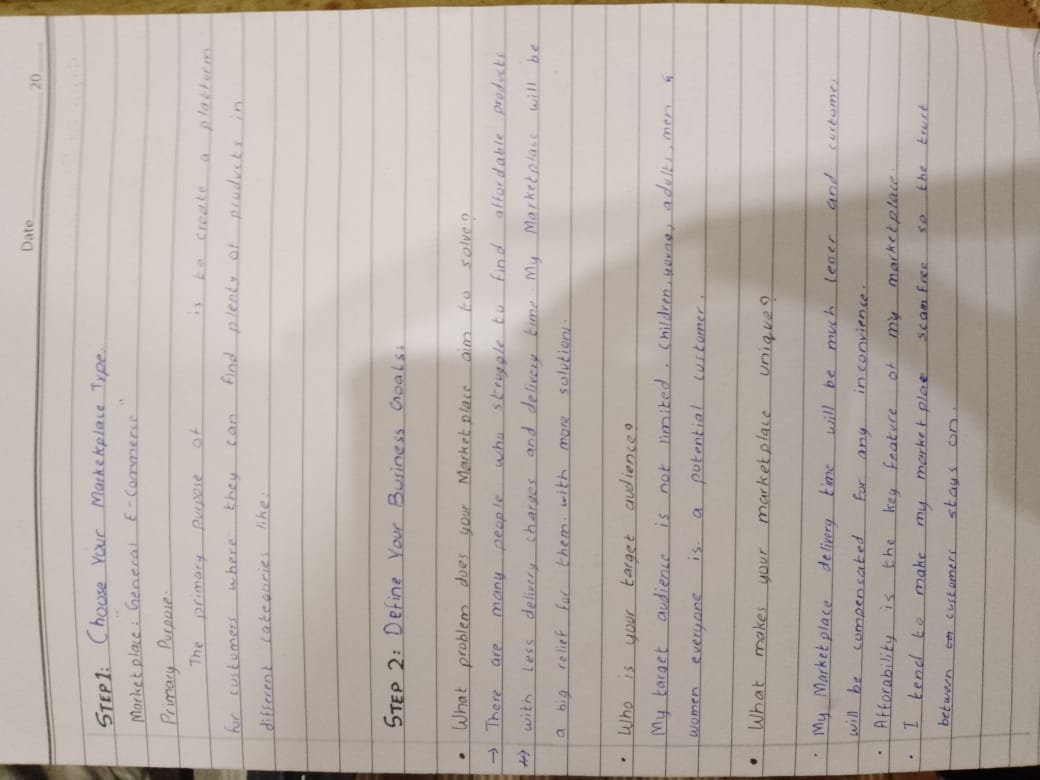 Date 20
STEP 1: Choose Your Marketplace Type.
Marketplace: General E-Commerce
Primary Purpose.
The primary purpose of is to create a platform
for customers where they can find plenty of products in
different categories like:
STEP 2: Define Your Business Goals:
• What problem does your Marketplace aim to solve?
→ There are many people who struggle to find affordable products
with less delivery charges and delivery time. My Marketplace will be
a big relief for them with more solutions.
• Who is your target audience?
My target audience is not limited. Children, young, adults, men &
women everyone is a potential customer.
• What makes your marketplace unique?
• My Marketplace delivery time will be much lesser and customer
will be compensated for any inconvience.
• Afforability is the key feature of my marketplace.
• I tend to make my market place scam free so the trust
between customers stays on.